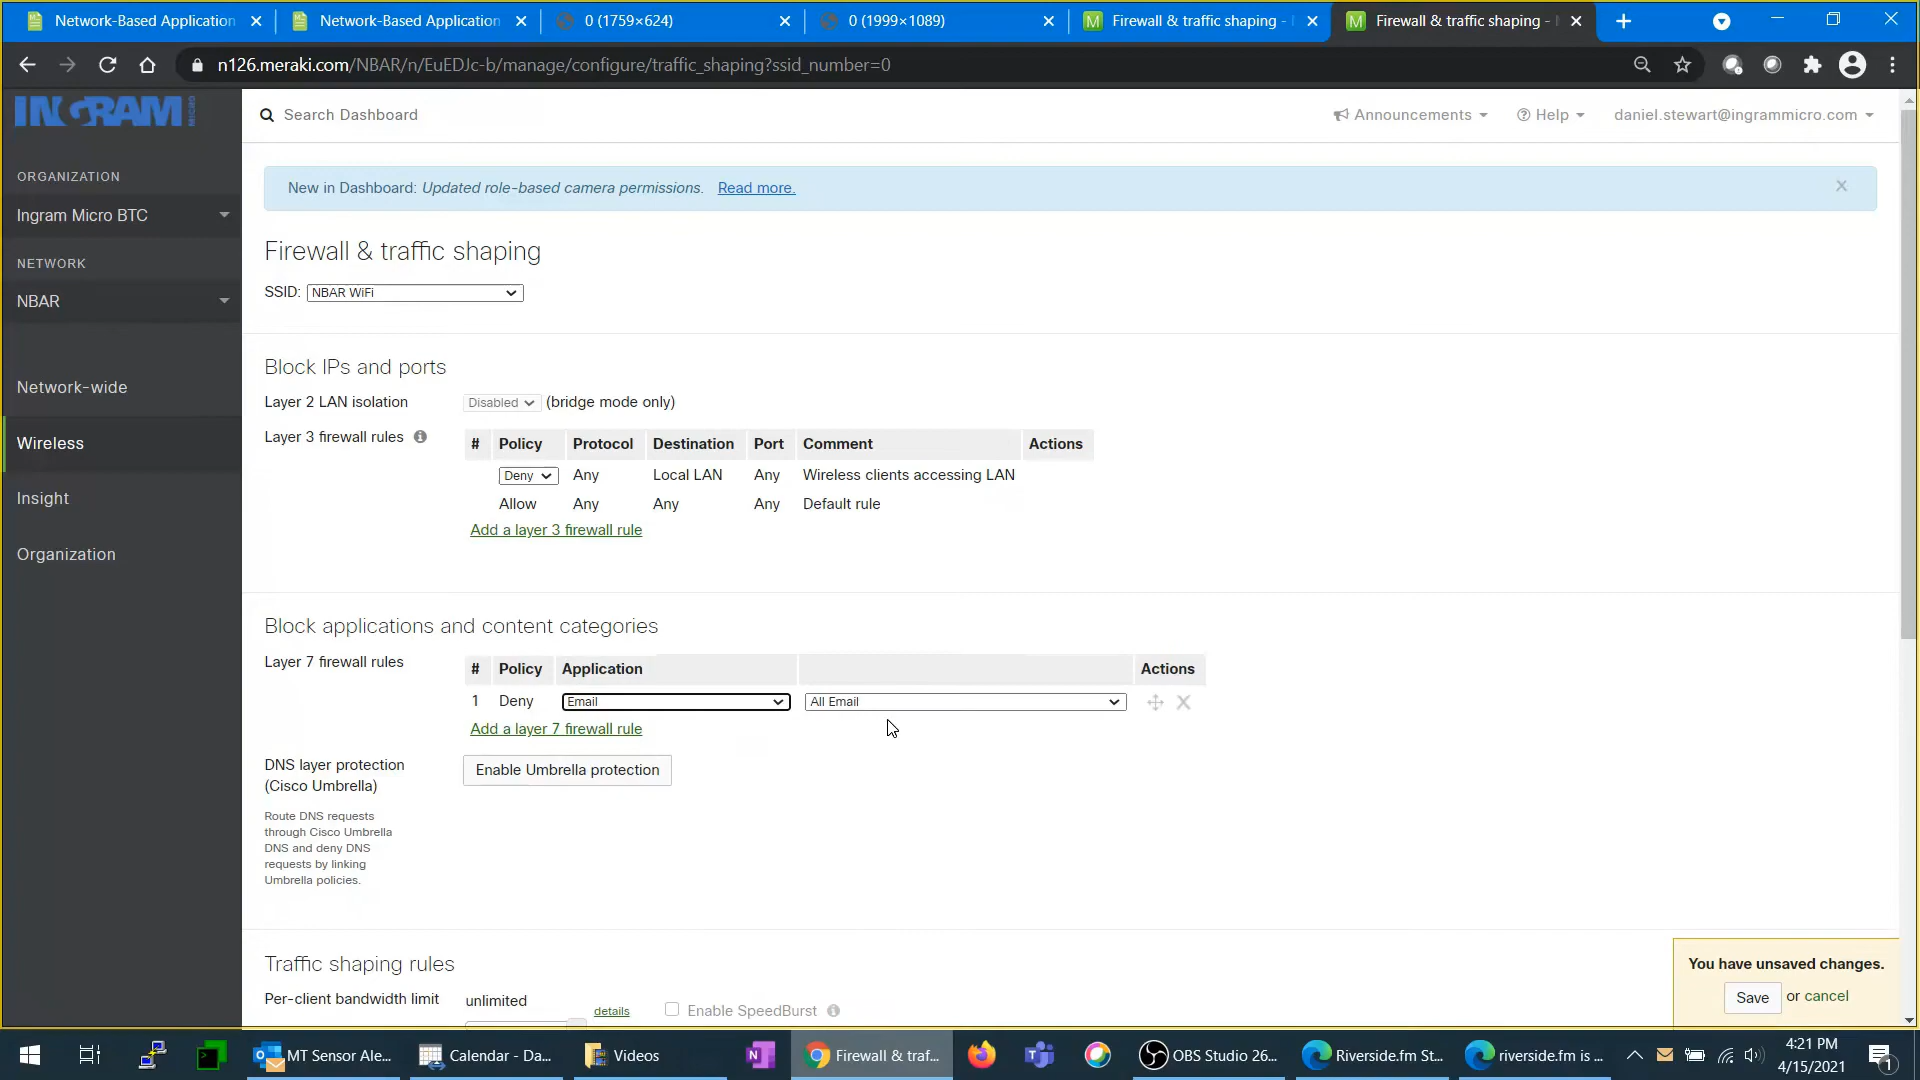 Network-Based Application
Network-Based Application
0 (1759×624)
0 (1999×1089)
Firewall & traffic shaping -
Firewall & traffic shaping -
n126.meraki.com/NBAR/n/EuEDJc-b/manage/configure/traffic_shaping?ssid_number=0
INGRAM MICRO
Search Dashboard
Announcements
Help
daniel.stewart@ingrammicro.com
ORGANIZATION
Ingram Micro BTC
NETWORK
NBAR
Network-wide
Wireless
Insight
Organization
New in Dashboard: Updated role-based camera permissions. Read more.
Firewall & traffic shaping
SSID: NBAR WiFi
Block IPs and ports
Layer 2 LAN isolation Disabled (bridge mode only)
Layer 3 firewall rules
# Policy Protocol Destination Port Comment Actions
Deny Any Local LAN Any Wireless clients accessing LAN
Allow Any Any Any Default rule
Add a layer 3 firewall rule
Block applications and content categories
Layer 7 firewall rules
# Policy Application Actions
1 Deny Email All Email
Add a layer 7 firewall rule
DNS layer protection
(Cisco Umbrella)
Enable Umbrella protection
Route DNS requests
through Cisco Umbrella
DNS and deny DNS
requests by linking
Umbrella policies.
Traffic shaping rules
Per-client bandwidth limit unlimited details Enable SpeedBurst
You have unsaved changes.
Save or cancel
MT Sensor Ale...
Calendar - Da...
Videos
Firewall & traf...
OBS Studio 26...
Riverside.fm St...
riverside.fm is ...
4:21 PM
4/15/2021
1